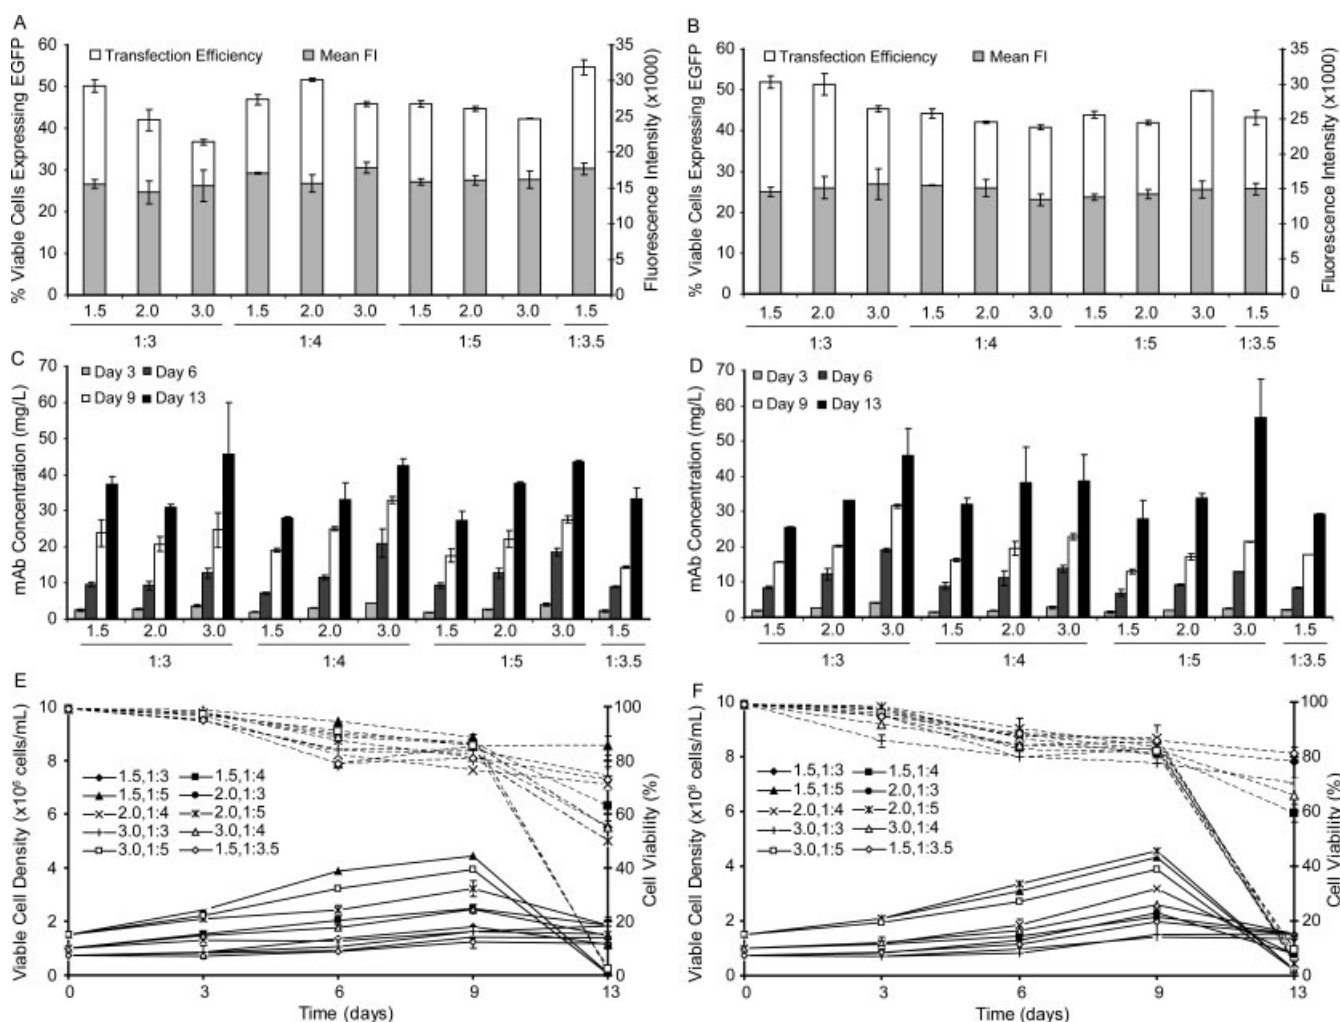 A
60
50
40
30
20
10
0
% Viable Cells Expressing EGFP
Transfection Efficiency
Mean FI
35
30
25
20
15
10
5
0
Fluorescence Intensity (x1000)
1.5 2.0 3.0 1.5 2.0 3.0 1.5 2.0 3.0 1.5
1:3 1:4 1:5 1:3.5
B
60
50
40
30
20
10
0
% Viable Cells Expressing EGFP
Transfection Efficiency
Mean FI
35
30
25
20
15
10
5
0
Fluorescence Intensity (x1000)
1.5 2.0 3.0 1.5 2.0 3.0 1.5 2.0 3.0 1.5
1:3 1:4 1:5 1:3.5
C
70
60
50
40
30
20
10
0
mAb Concentration (mg/L)
Day 3 Day 6
Day 9 Day 13
1.5 2.0 3.0 1.5 2.0 3.0 1.5 2.0 3.0 1.5
1:3 1:4 1:5 1:3.5
D
70
60
50
40
30
20
10
0
mAb Concentration (mg/L)
Day 3 Day 6
Day 9 Day 13
1.5 2.0 3.0 1.5 2.0 3.0 1.5 2.0 3.0 1.5
1:3 1:4 1:5 1:3.5
E
10
8
6
4
2
0
Viable Cell Density (x10⁶ cells/mL)
1.5,1:3 1.5,1:4
1.5,1:5 2.0,1:3
2.0,1:4 2.0,1:5
3.0,1:3 3.0,1:4
3.0,1:5 1.5,1:3.5
100
80
60
40
20
0
Cell Viability (%)
0 3 6 9 13
Time (days)
F
10
8
6
4
2
0
Viable Cell Density (x10⁶ cells/mL)
1.5,1:3 1.5,1:4
1.5,1:5 2.0,1:3
2.0,1:4 2.0,1:5
3.0,1:3 3.0,1:4
3.0,1:5 1.5,1:3.5
100
80
60
40
20
0
Cell Viability (%)
0 3 6 9 13
Time (days)